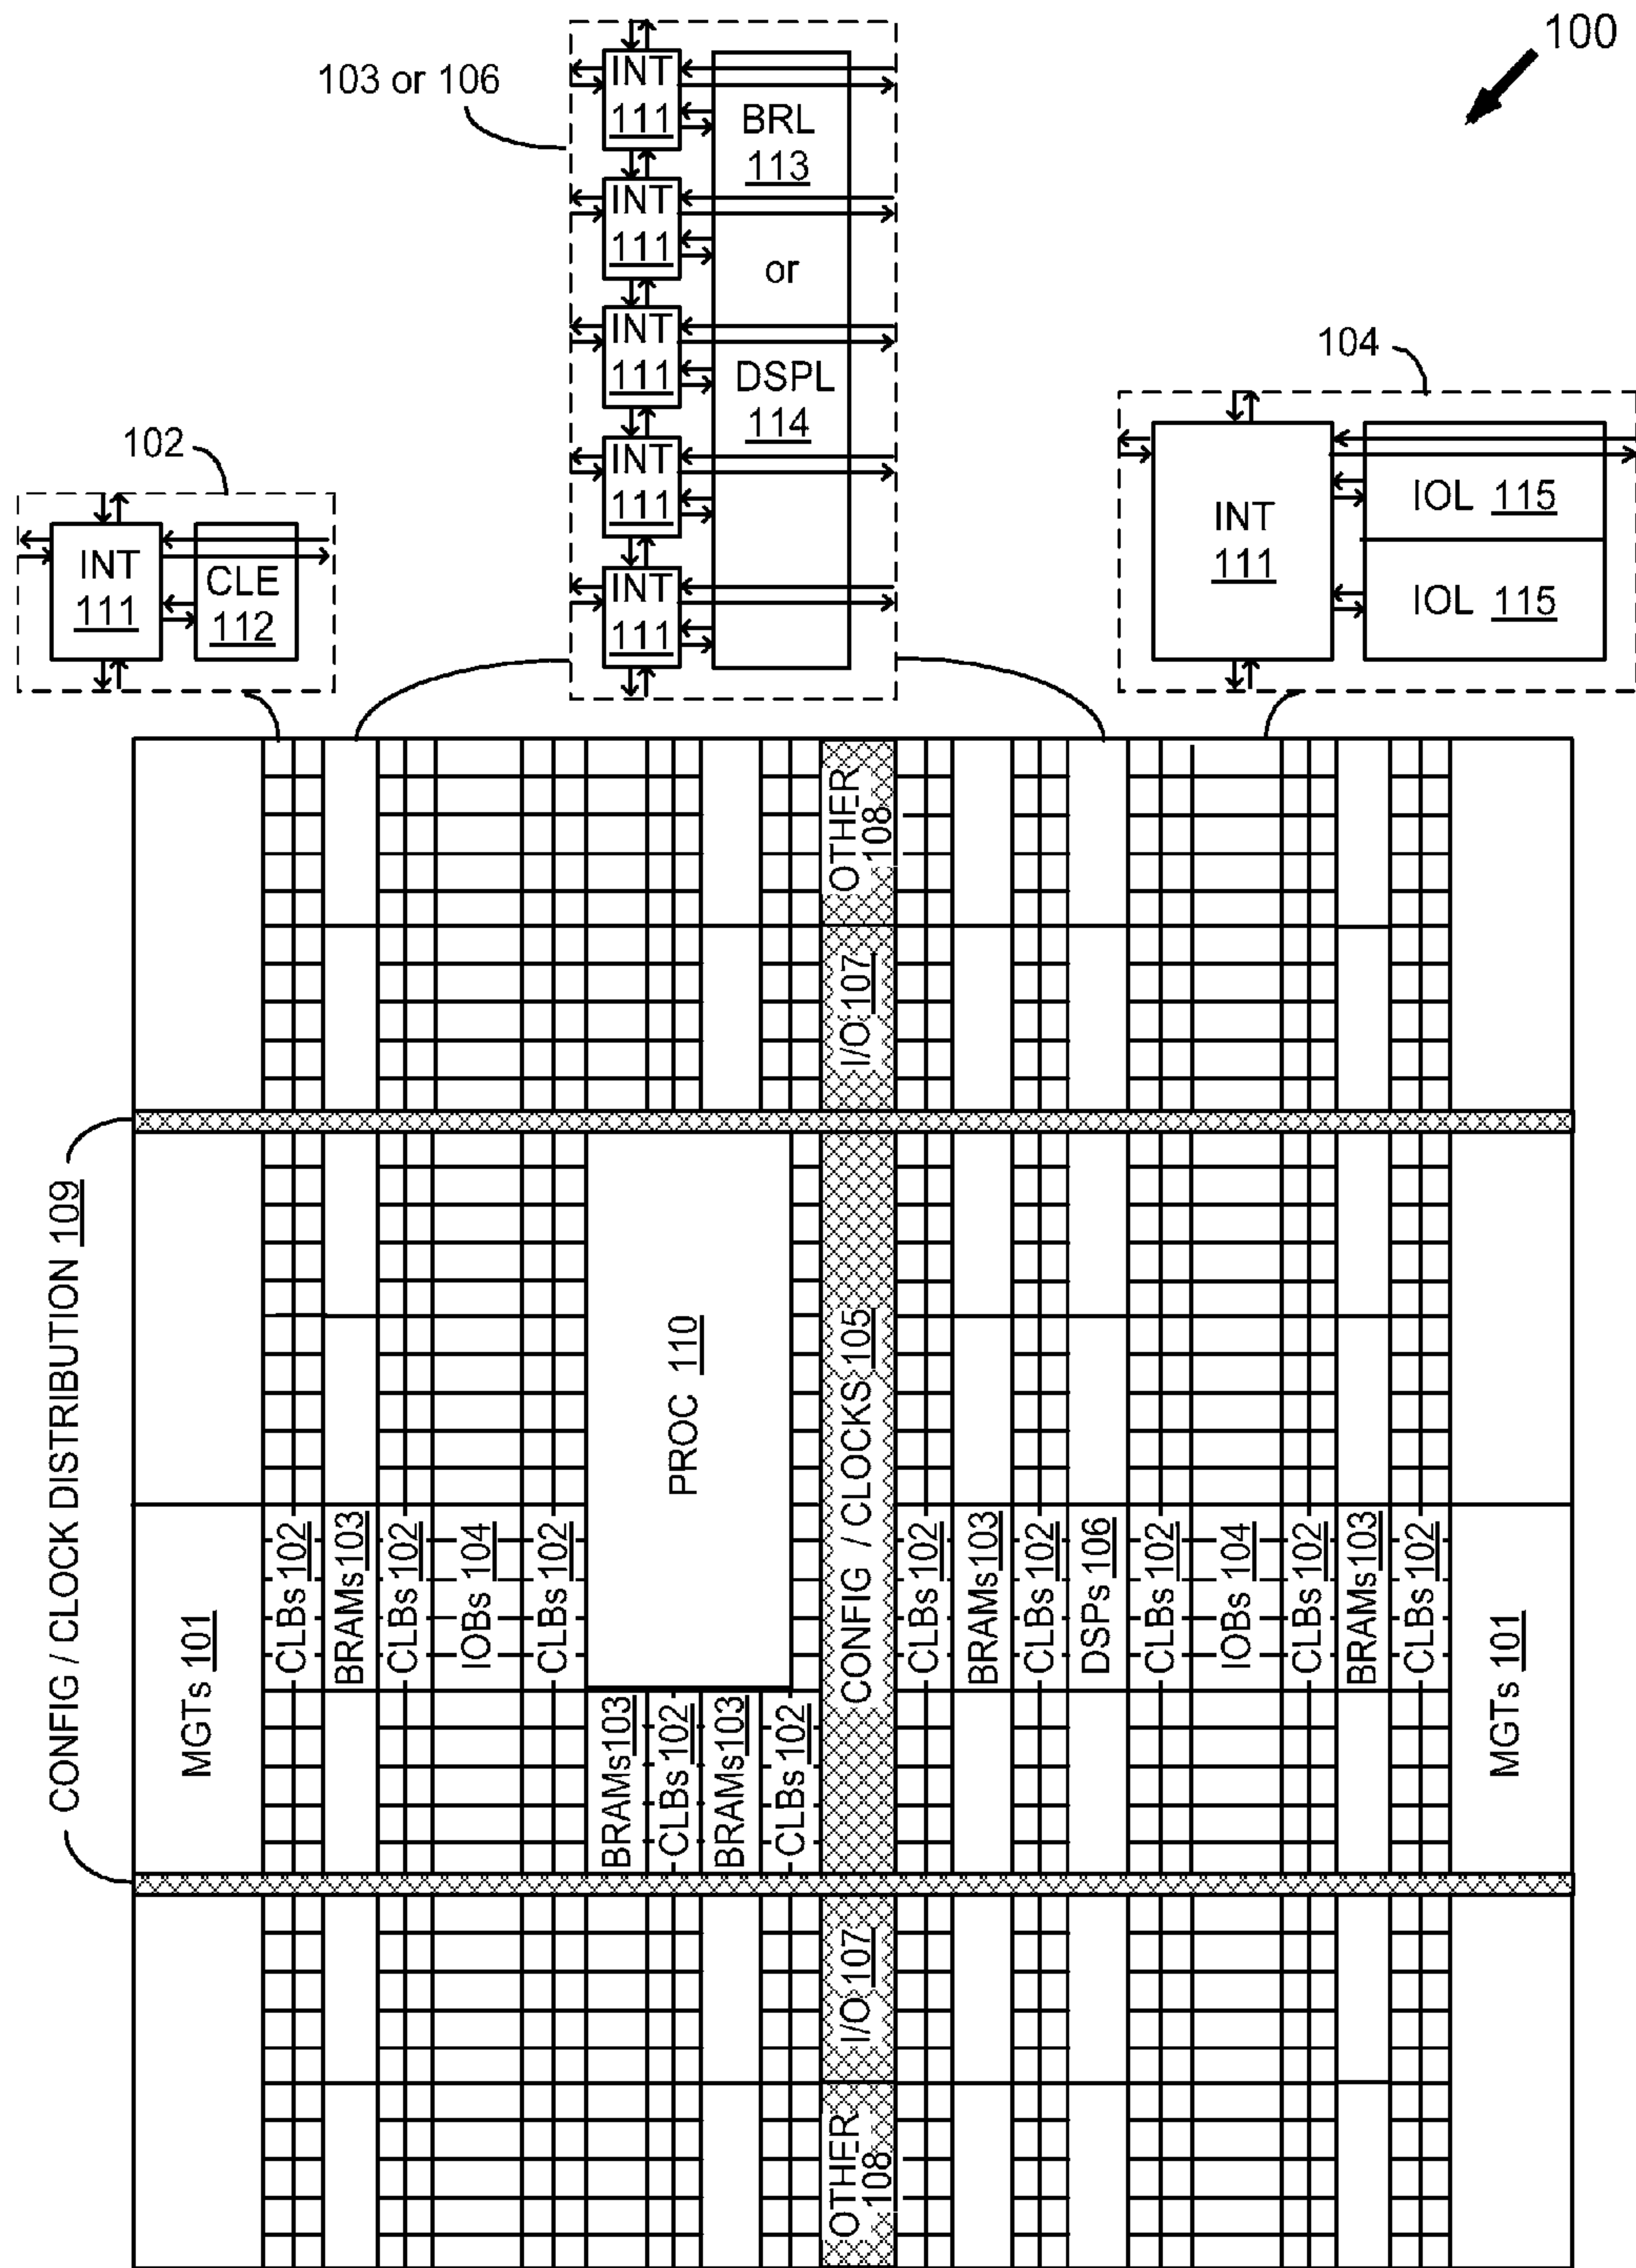 100
103 or 106
INT
111
INT
111
INT
111
INT
111
INT
111
BRL
113
or
DSPL
114
104
INT
111
IOL 115
IOL 115
102
INT
111
CLE
112
CONFIG / CLOCK DISTRIBUTION 109
OTHER
108
I/O 107
PROC 110
CONFIG / CLOCKS 105
MGTs 101
CLBs 102
BRAMs 103
CLBs 102
IOBs 104
CLBs 102
BRAMs 103
CLBs 102
BRAMs 103
CLBs 102
CLBs 102
BRAMs 103
CLBs 102
DSPs 106
CLBs 102
IOBs 104
CLBs 102
BRAMs 103
CLBs 102
MGTs 101
I/O 107
OTHER
108